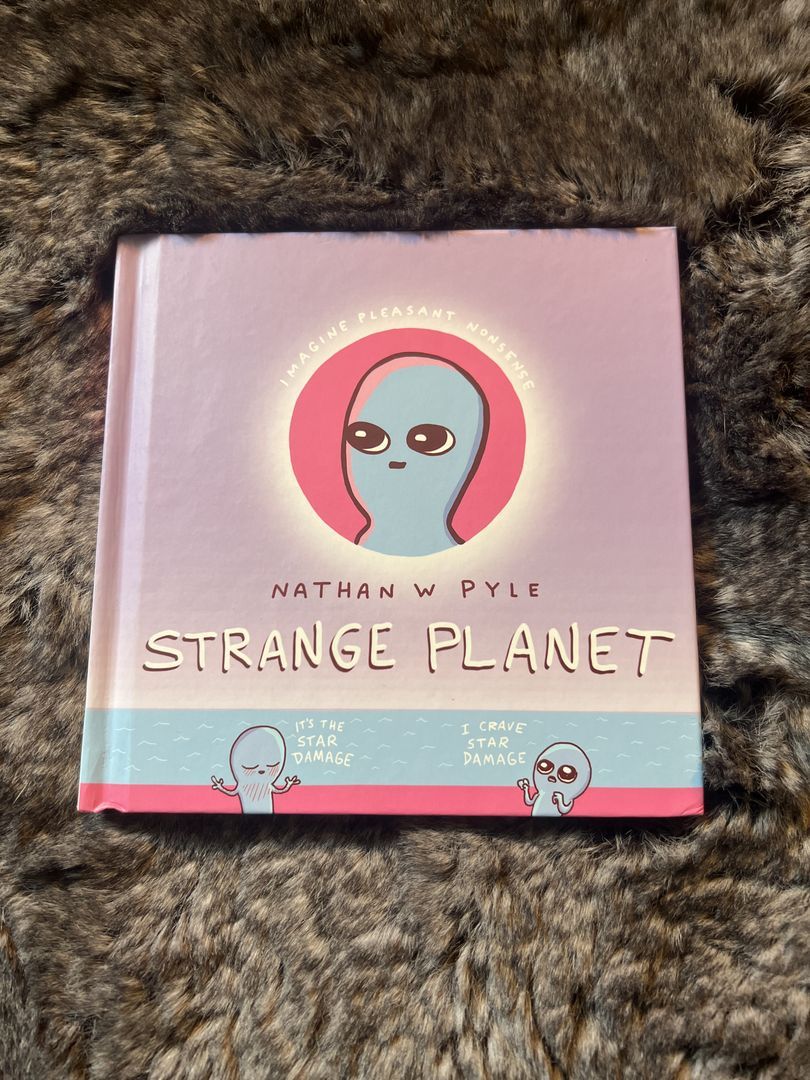 IMAGINE PLEASANT NONSENSE
NATHAN W PYLE
STRANGE PLANET
IT'S THE
STAR
DAMAGE
I CRAVE
STAR
DAMAGE